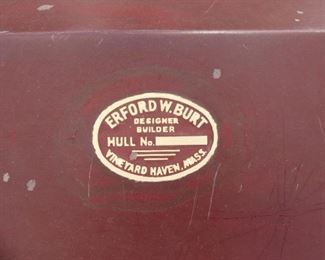 ERFORD W. BURT
DESIGNER
BUILDER
HULL No.
VINEYARD HAVEN, MASS.